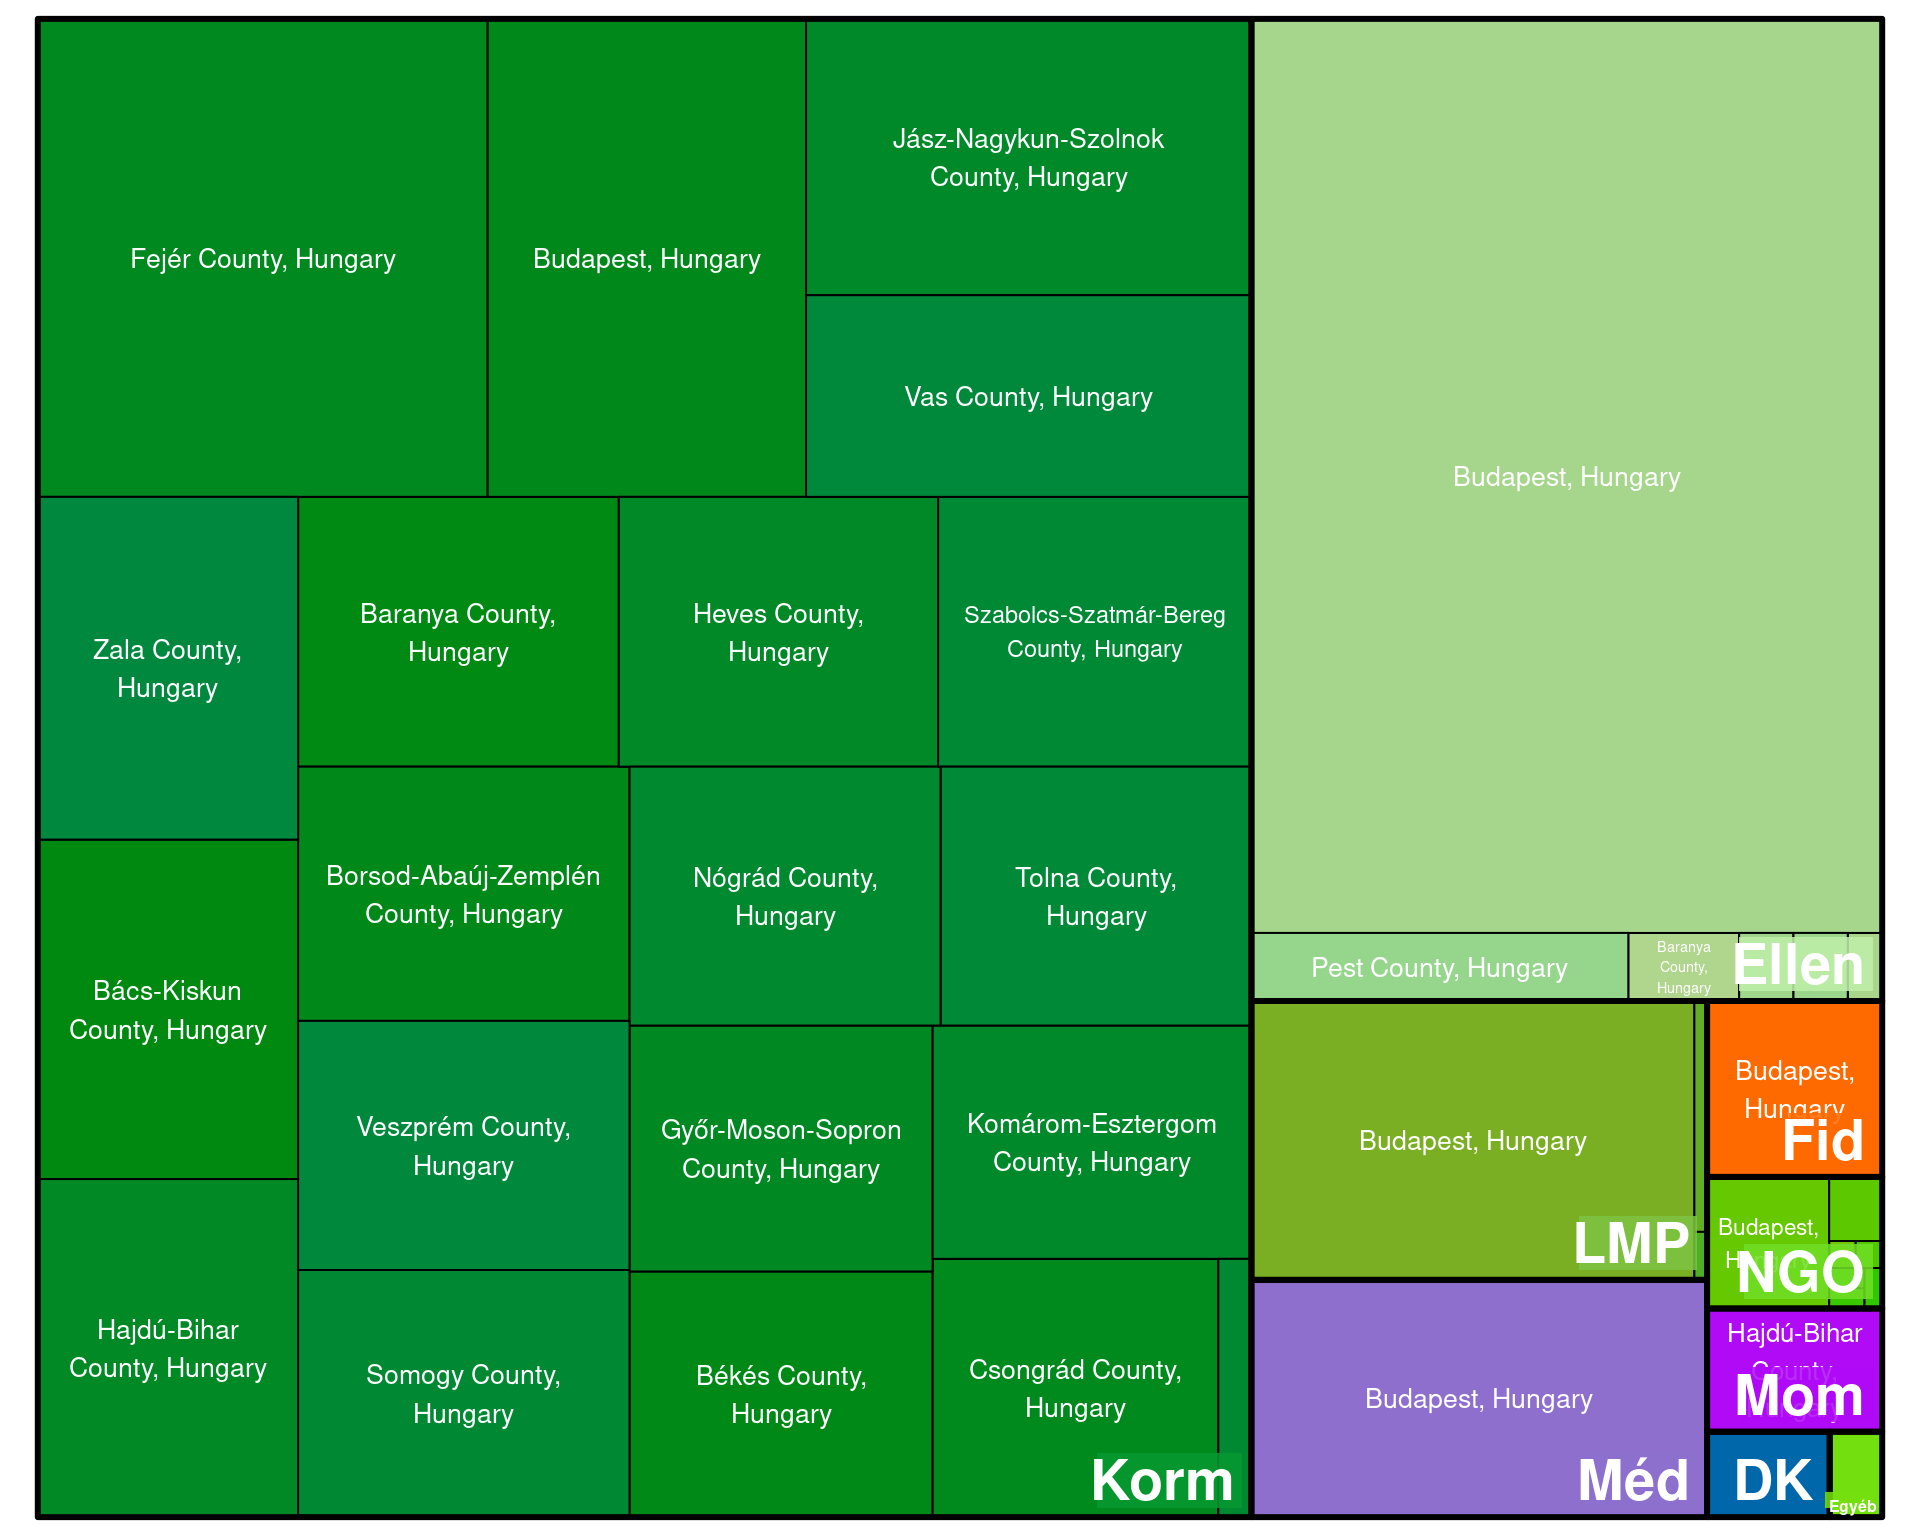 Fejér County, Hungary
Budapest, Hungary
Jász-Nagykun-Szolnok
County, Hungary
Vas County, Hungary
Zala County,
Hungary
Baranya County,
Hungary
Heves County,
Hungary
Szabolcs-Szatmár-Bereg
County, Hungary
Bács-Kiskun
County, Hungary
Borsod-Abaúj-Zemplén
County, Hungary
Nógrád County,
Hungary
Tolna County,
Hungary
Hajdú-Bihar
County, Hungary
Veszprém County,
Hungary
Győr-Moson-Sopron
County, Hungary
Komárom-Esztergom
County, Hungary
Somogy County,
Hungary
Békés County,
Hungary
Csongrád County,
Hungary
Korm
Budapest, Hungary
Pest County, Hungary
Baranya
County,
Hungary
Ellen
Budapest, Hungary
LMP
Budapest, Hungary
Méd
Budapest,
Hungary
Fid
Budapest,
NGO
Hajdú-Bihar
County,
Mom
DK
Egyéb